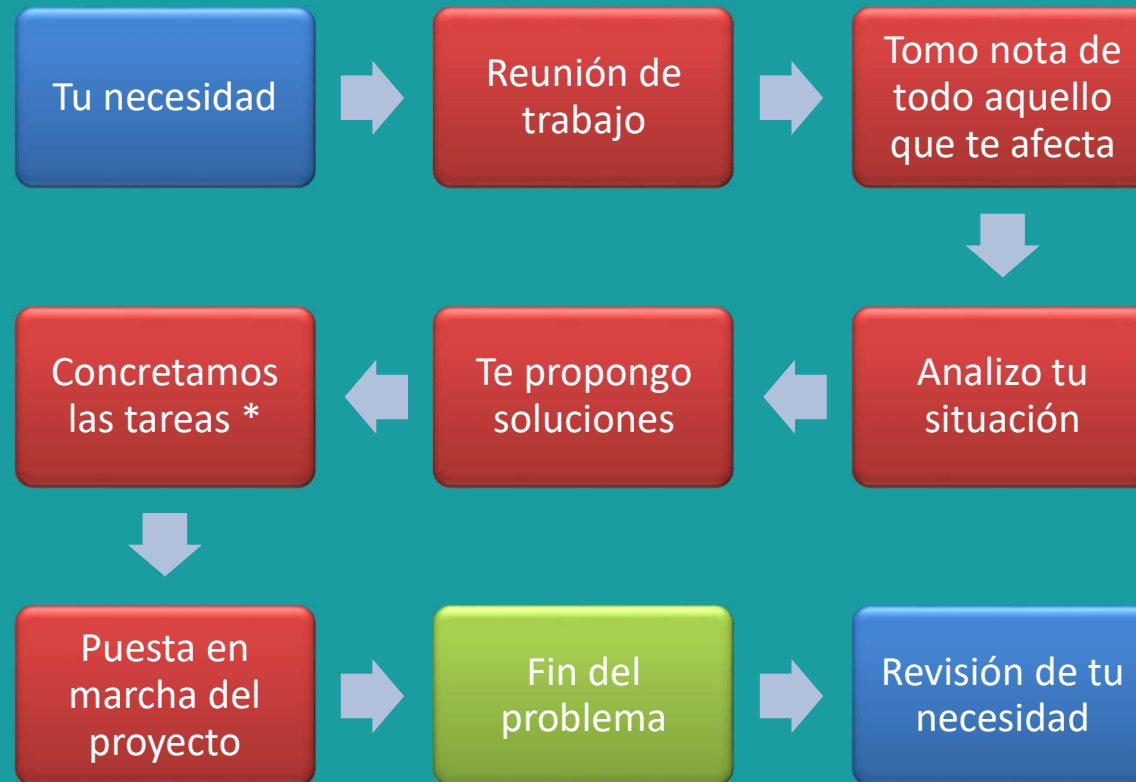 Tu necesidad
Reunión de
trabajo
Tomo nota de
todo aquello
que te afecta
Analizo tu
situación
Te propongo
soluciones
Concretamos
las tareas *
Puesta en
marcha del
proyecto
Fin del
problema
Revisión de tu
necesidad